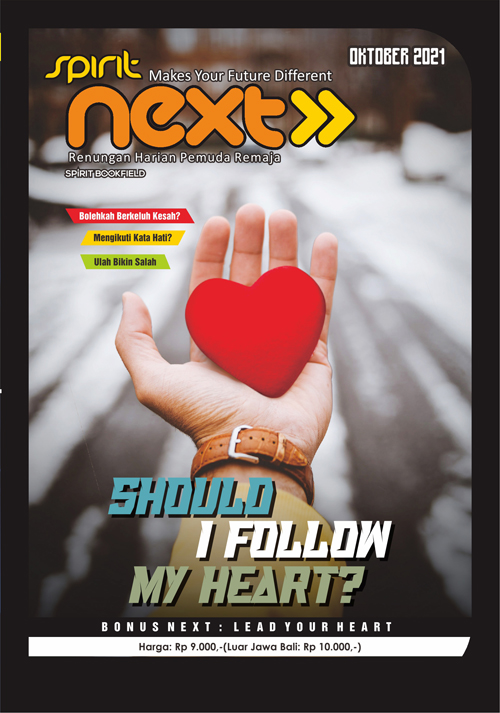 OKTOBER 2021
spirit
Makes Your Future Different
next
Renungan Harian Pemuda Remaja
SPIRIT BOOKFIELD
Bolehkah Berkeluh Kesah?
Mengikuti Kata Hati?
Ulah Bikin Salah
SHOULD
I FOLLOW
MY HEART?
BONUS NEXT : LEAD YOUR HEART
Harga: Rp 9.000,-(Luar Jawa Bali: Rp 10.000,-)